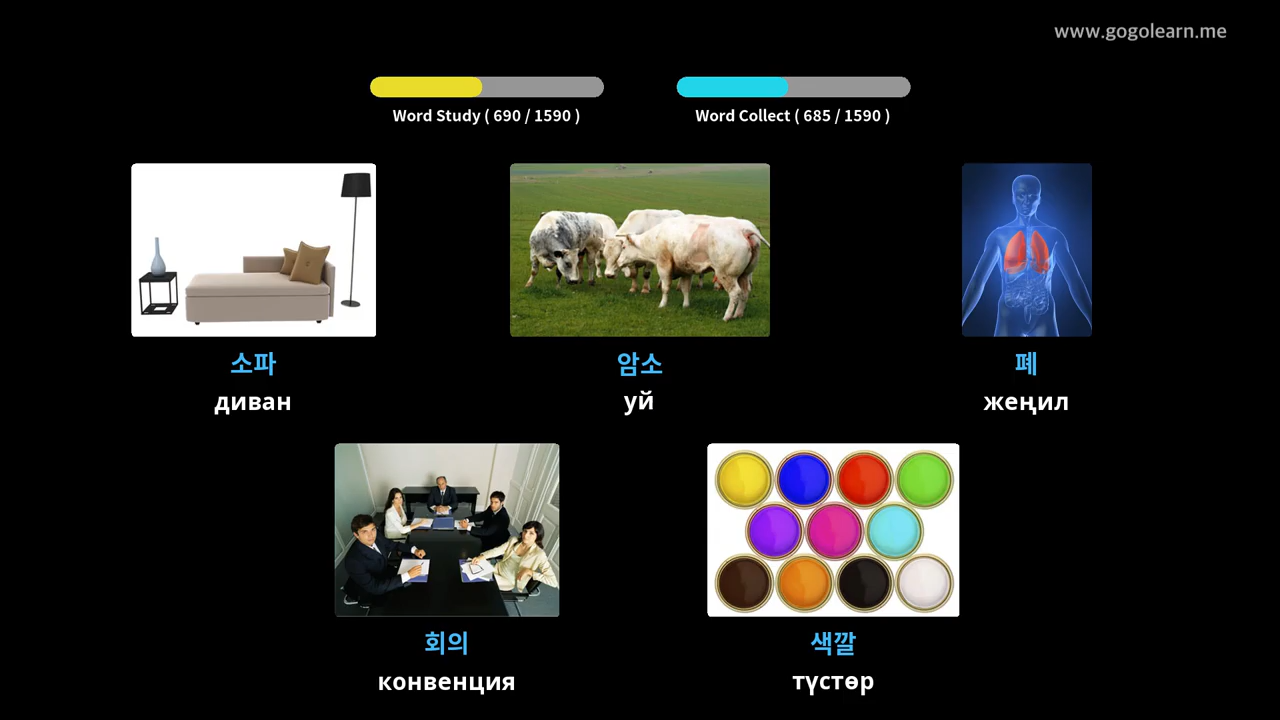 www.gogolearn.me
Word Study ( 690 / 1590 )
Word Collect ( 685 / 1590 )
소파
диван
암소
уй
폐
жеңил
회의
конвенция
색깔
түстөр